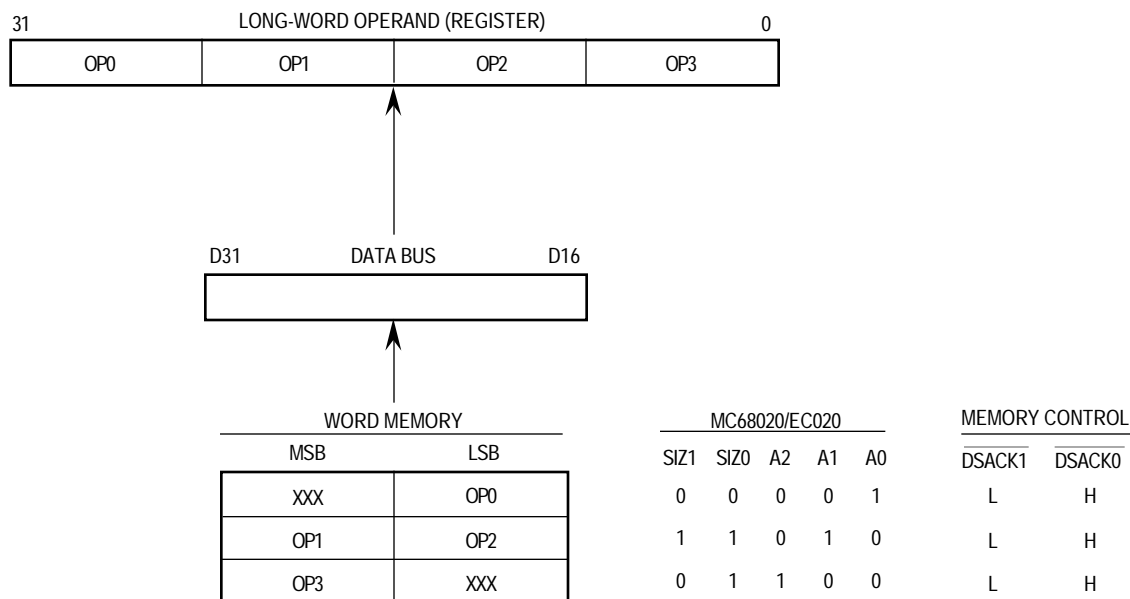 31 LONG-WORD OPERAND (REGISTER) 0
OP0 OP1 OP2 OP3
D31 DATA BUS D16
WORD MEMORY MC68020/EC020 MEMORY CONTROL
MSB LSB SIZ1 SIZ0 A2 A1 A0 DSACK1 DSACK0
XXX OP0 0 0 0 0 1 L H
OP1 OP2 1 1 0 1 0 L H
OP3 XXX 0 1 1 0 0 L H